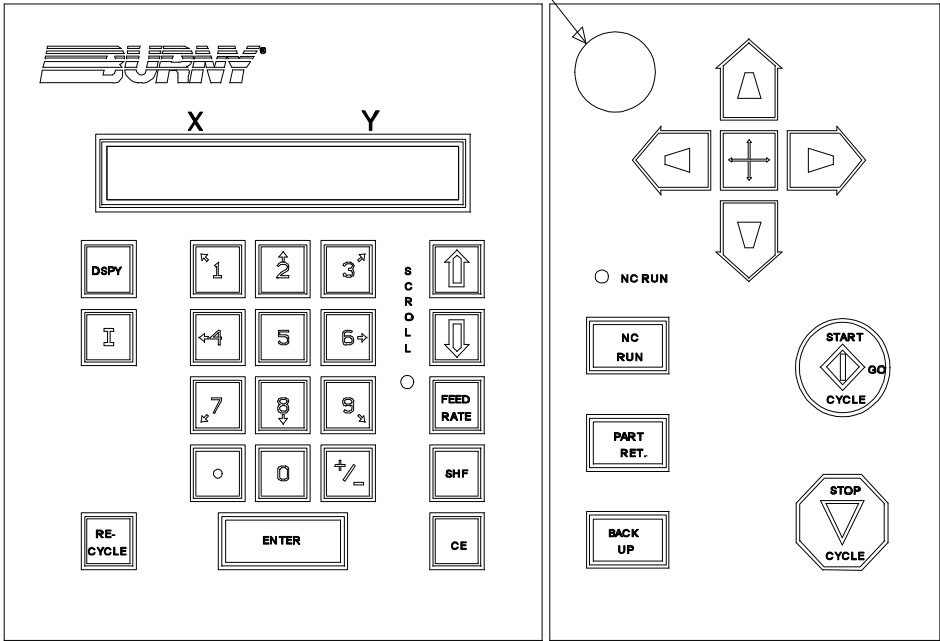 BURNY®
X Y
DSPY
1 2 3
S
C
R
O
L
L
I
4 5 6
7 8 9
FEED
RATE
0
+/-
SHF
RE-
CYCLE
ENTER
CE
NC RUN
NC
RUN
START
GO
CYCLE
PART
RET.
BACK
UP
STOP
CYCLE